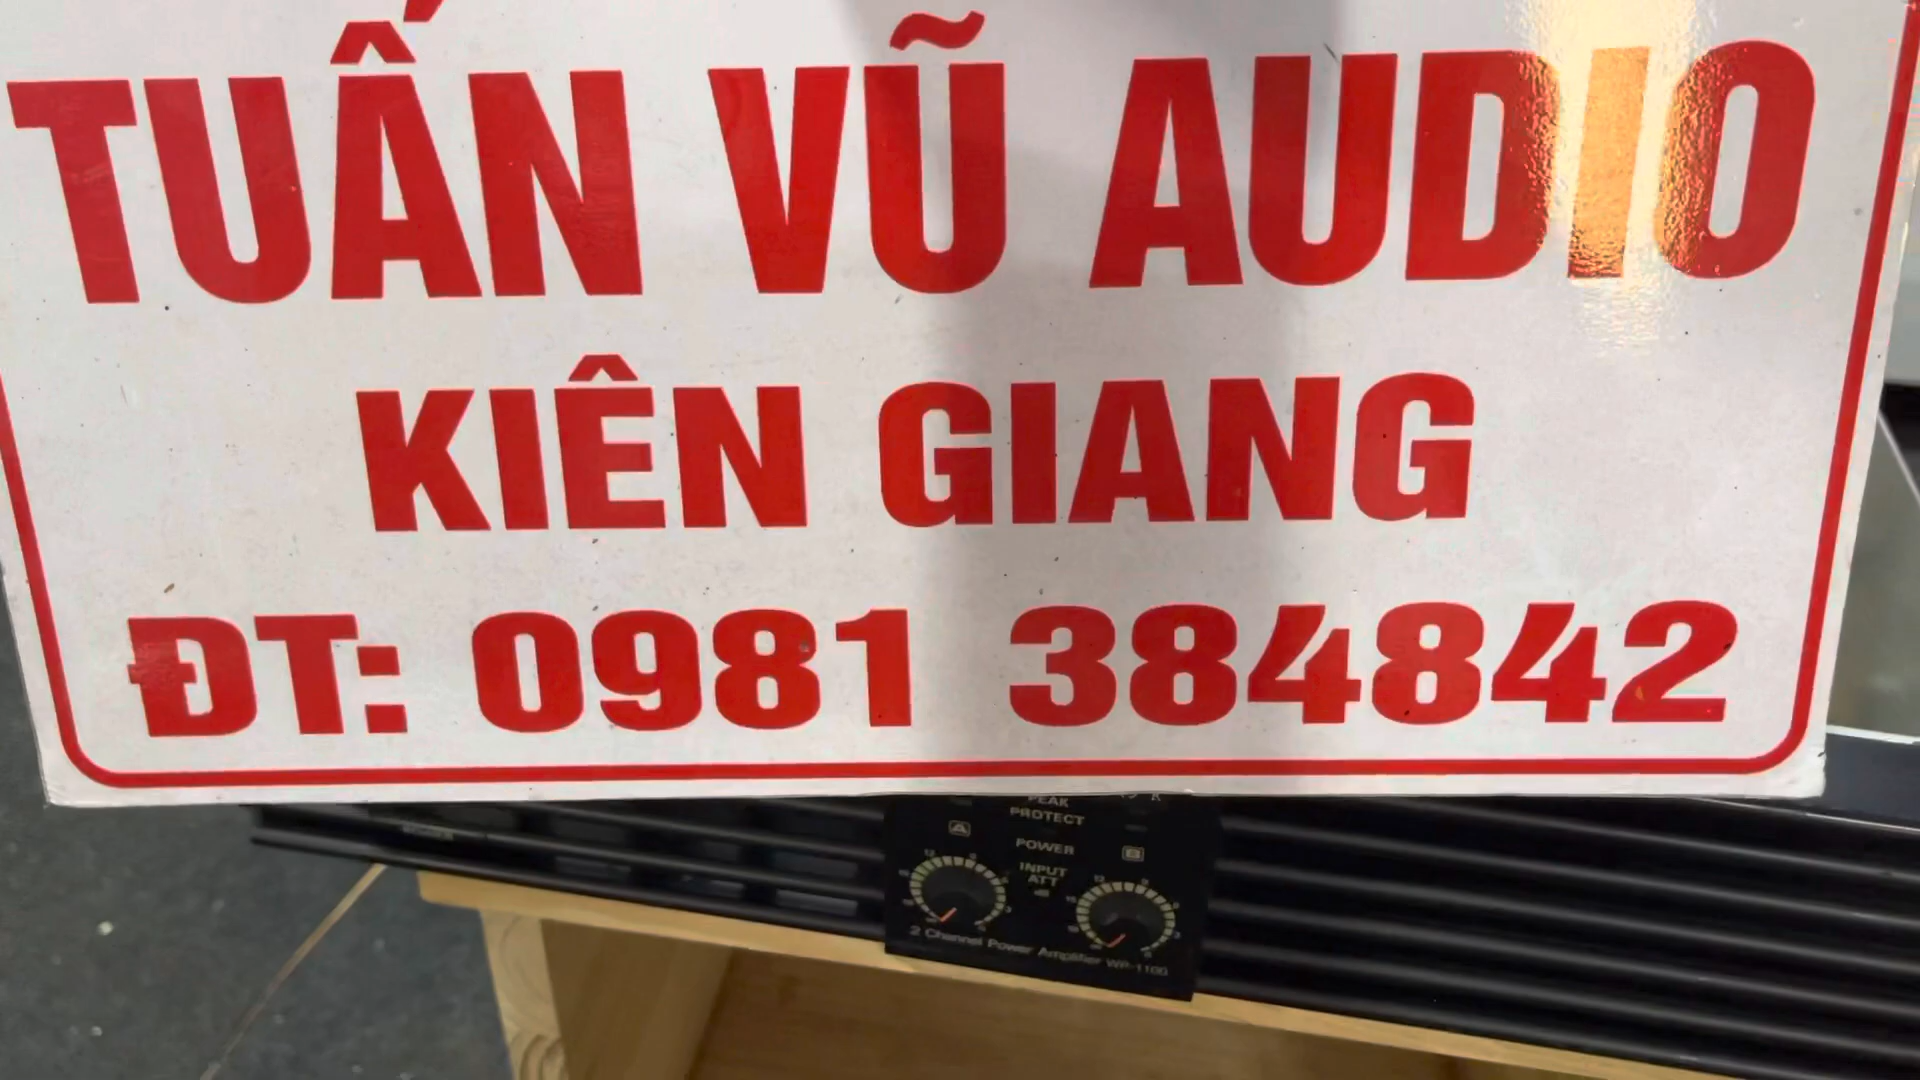 TUẤN VŨ AUDIO
KIÊN GIANG
ĐT: 0981 384842
PEAK
PROTECT
A
POWER
B
INPUT
ATT
dB
2 Channel Power Amplifier WP-1100